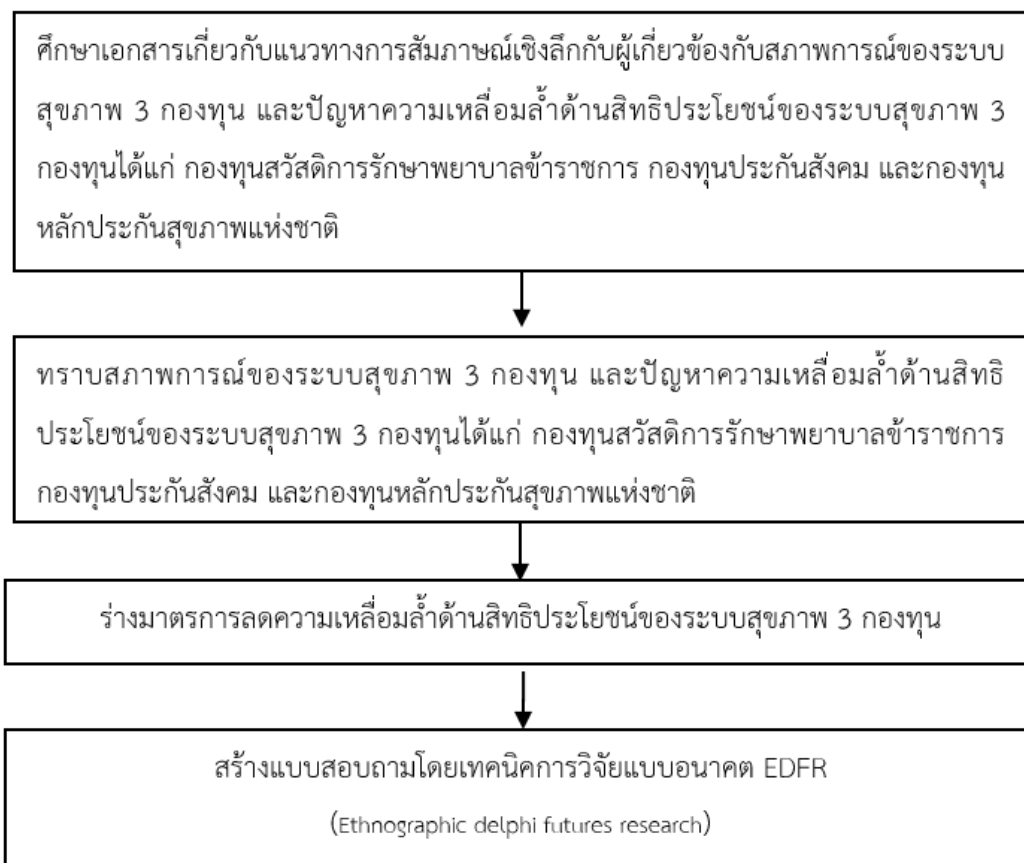 ศึกษาเอกสารเกี่ยวกับแนวทางการสัมภาษณ์เชิงลึกกับผู้เกี่ยวข้องกับสภาพการณ์ของระบบ
สุขภาพ 3 กองทุน และปัญหาความเหลื่อมล้ำด้านสิทธิประโยชน์ของระบบสุขภาพ 3
กองทุนได้แก่ กองทุนสวัสดิการรักษาพยาบาลข้าราชการ กองทุนประกันสังคม และกองทุน
หลักประกันสุขภาพแห่งชาติ
ทราบสภาพการณ์ของระบบสุขภาพ 3 กองทุน และปัญหาความเหลื่อมล้ำด้านสิทธิ
ประโยชน์ของระบบสุขภาพ 3 กองทุนได้แก่ กองทุนสวัสดิการรักษาพยาบาลข้าราชการ
กองทุนประกันสังคม และกองทุนหลักประกันสุขภาพแห่งชาติ
ร่างมาตรการลดความเหลื่อมล้ำด้านสิทธิประโยชน์ของระบบสุขภาพ 3 กองทุน
สร้างแบบสอบถามโดยเทคนิคการวิจัยแบบอนาคต EDFR
(Ethnographic delphi futures research)